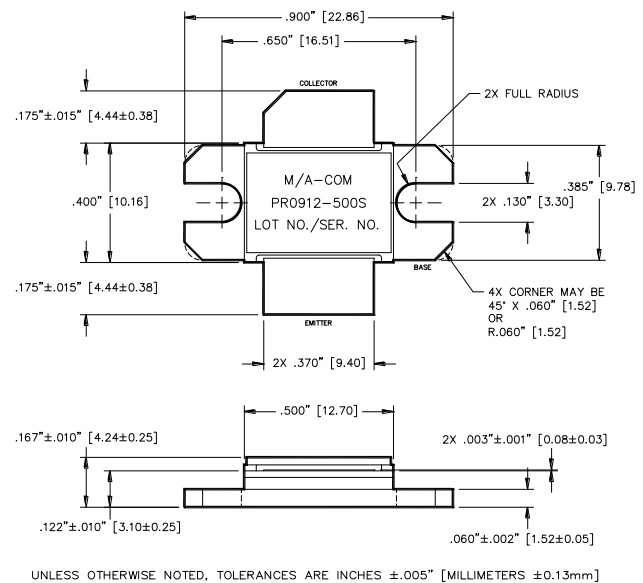 .900" [22.86]
.650" [16.51]
COLLECTOR
.175"±.015" [4.44±0.38]
2X FULL RADIUS
M/A-COM
PR0912-500S
LOT NO./SER. NO.
.400" [10.16]
.385" [9.78]
2X .130" [3.30]
BASE
.175"±.015" [4.44±0.38]
EMITTER
4X CORNER MAY BE
45° X .060" [1.52]
OR
R.060" [1.52]
2X .370" [9.40]
.500" [12.70]
.167"±.010" [4.24±0.25]
2X .003"±.001" [0.08±0.03]
.122"±.010" [3.10±0.25]
.060"±.002" [1.52±0.05]
UNLESS OTHERWISE NOTED, TOLERANCES ARE INCHES ±.005" [MILLIMETERS ±0.13mm]